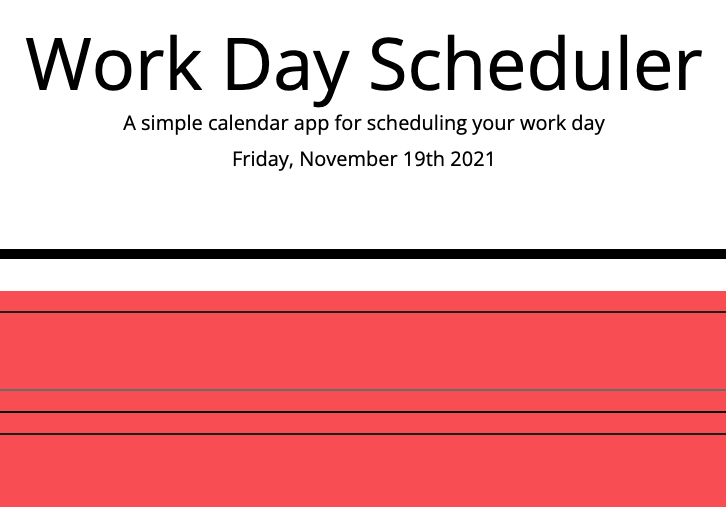 Work Day Scheduler
A simple calendar app for scheduling your work day
Friday, November 19th 2021